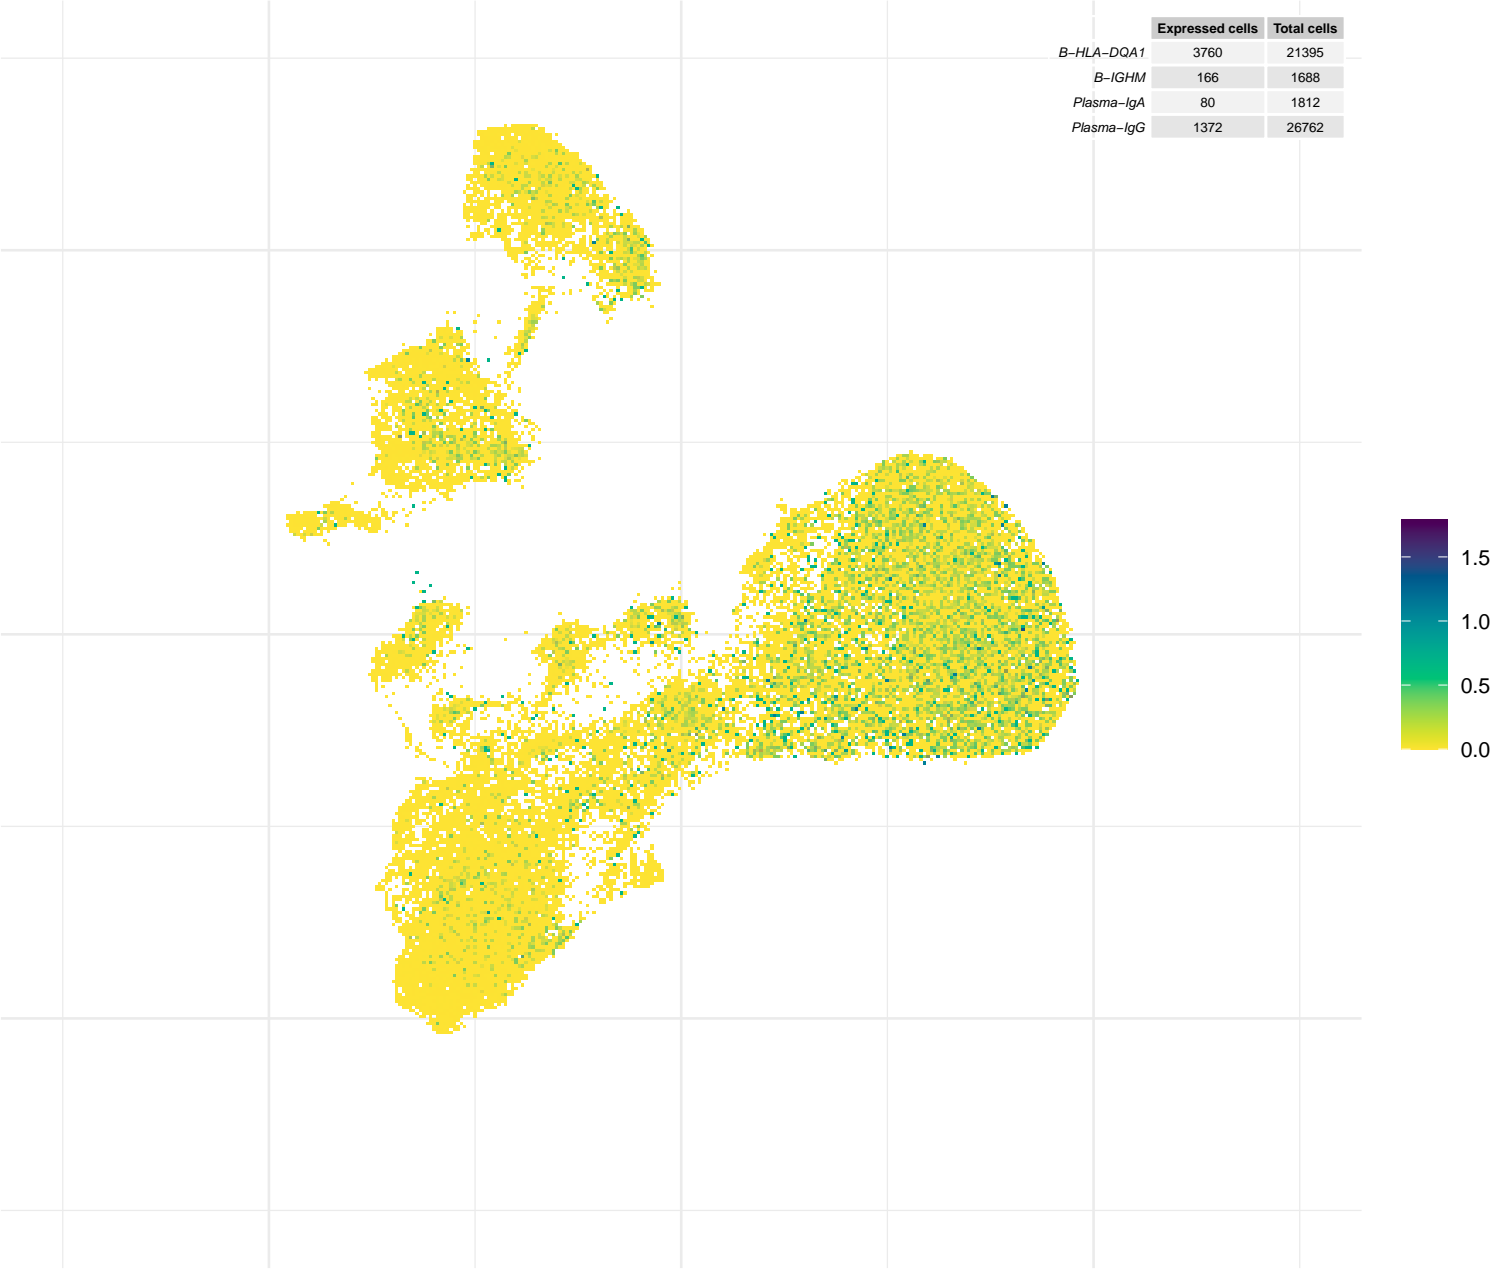 Expressed cells Total cells
B−HLA−DQA1 3760 21395
B−IGHM 166 1688
Plasma−IgA 80 1812
Plasma−IgG 1372 26762
1.5
1.0
0.5
0.0